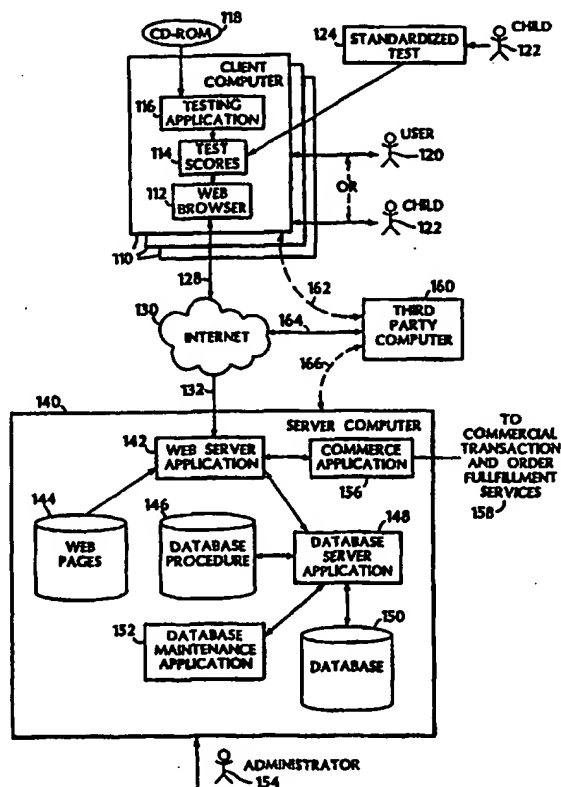 CD-ROM
118
124
STANDARDIZED
TEST
CHILD
122
CLIENT
COMPUTER
116
TESTING
APPLICATION
114
TEST
SCORES
112
WEB
BROWSER
USER
120
OR
CHILD
122
110
128
162
160
130
INTERNET
164
THIRD
PARTY
COMPUTER
166
132
140
SERVER COMPUTER
142
WEB SERVER
APPLICATION
COMMERCE
APPLICATION
156
TO
COMMERCIAL
TRANSACTION
AND ORDER
FULLFILLMENT
SERVICES
158
144
WEB
PAGES
146
DATABASE
PROCEDURE
148
DATABASE
SERVER
APPLICATION
152
DATABASE
MAINTENANCE
APPLICATION
150
DATABASE
ADMINISTRATOR
154